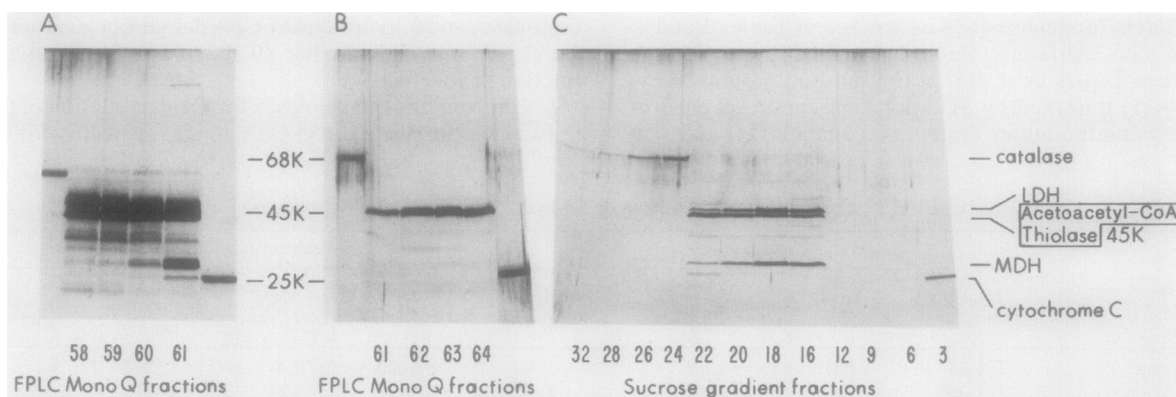 A
B
C
—68K—
—45K—
—25K—
catalase
LDH
Acetoacetyl-CoA
Thiolase 45K
MDH
cytochrome C
58 59 60 61
61 62 63 64
32 28 26 24 22 20 18 16 12 9 6 3
FPLC Mono Q fractions
FPLC Mono Q fractions
Sucrose gradient fractions